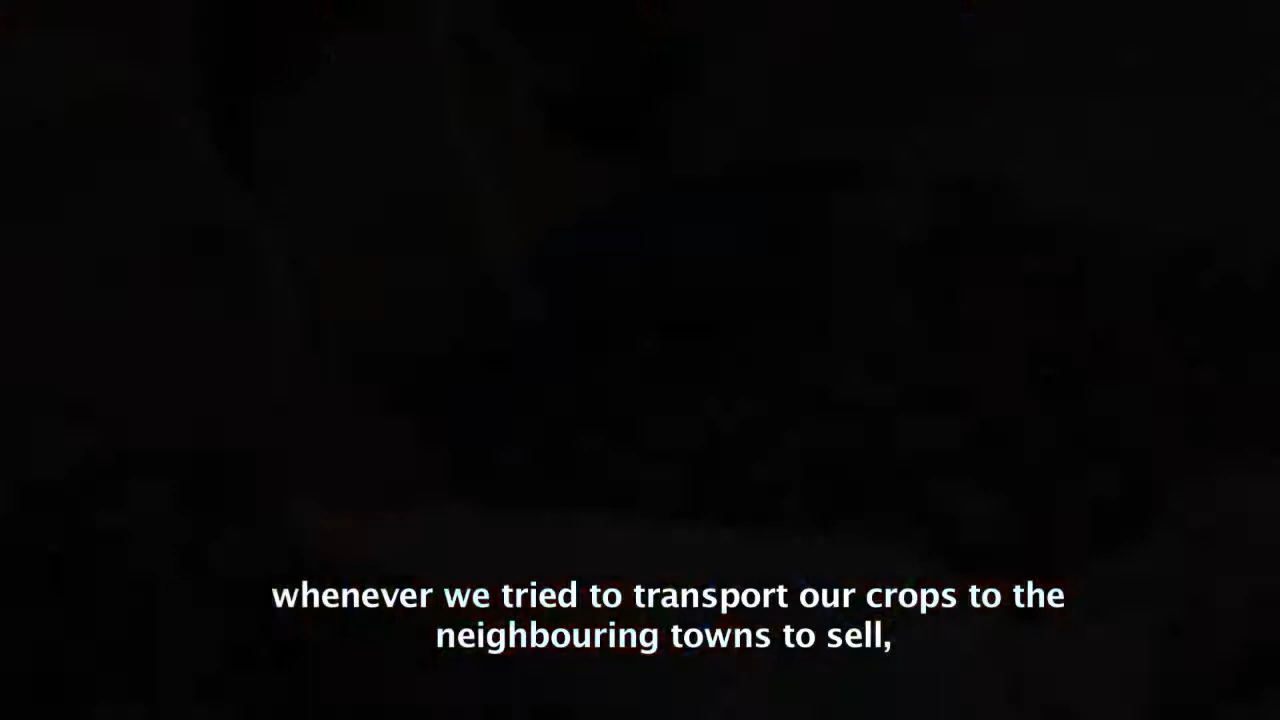 whenever we tried to transport our crops to the
neighbouring towns to sell,